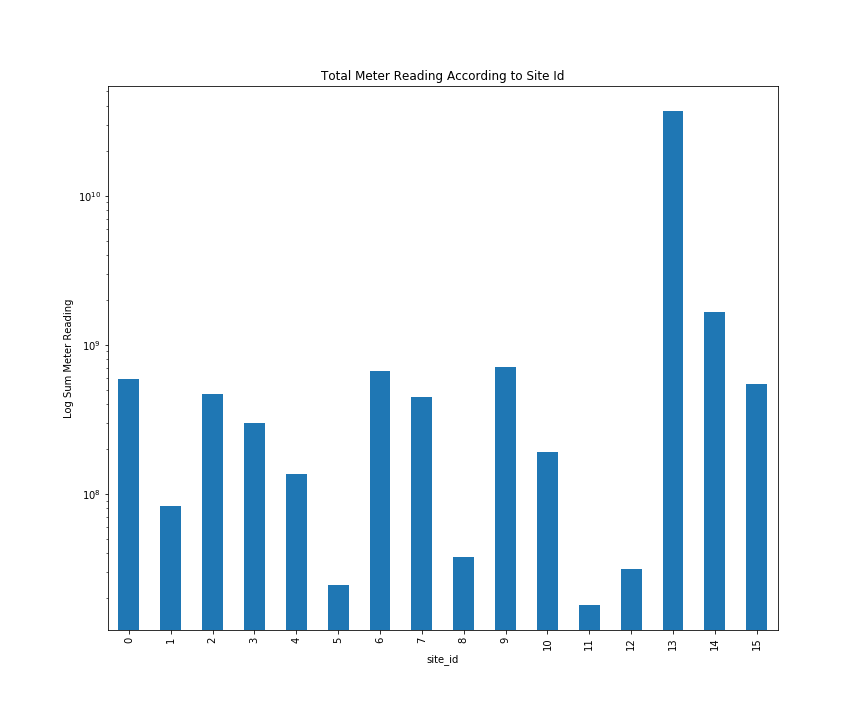 Total Meter Reading According to Site Id
Log Sum Meter Reading
10¹⁰
10⁹
10⁸
0 1 2 3 4 5 6 7 8 9 10 11 12 13 14 15
site_id